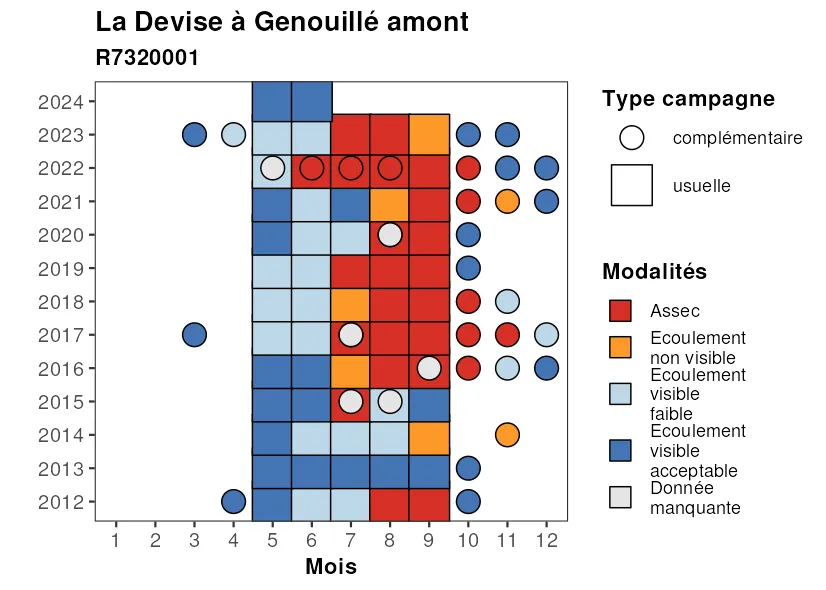 La Devise à Genouillé amont
R7320001
2024
2023
2022
2021
2020
2019
2018
2017
2016
2015
2014
2013
2012
1 2 3 4 5 6 7 8 9 10 11 12
Mois
Type campagne
complémentaire
usuelle
Modalités
Assec
Ecoulement
non visible
Ecoulement
visible
faible
Ecoulement
visible
acceptable
Donnée
manquante